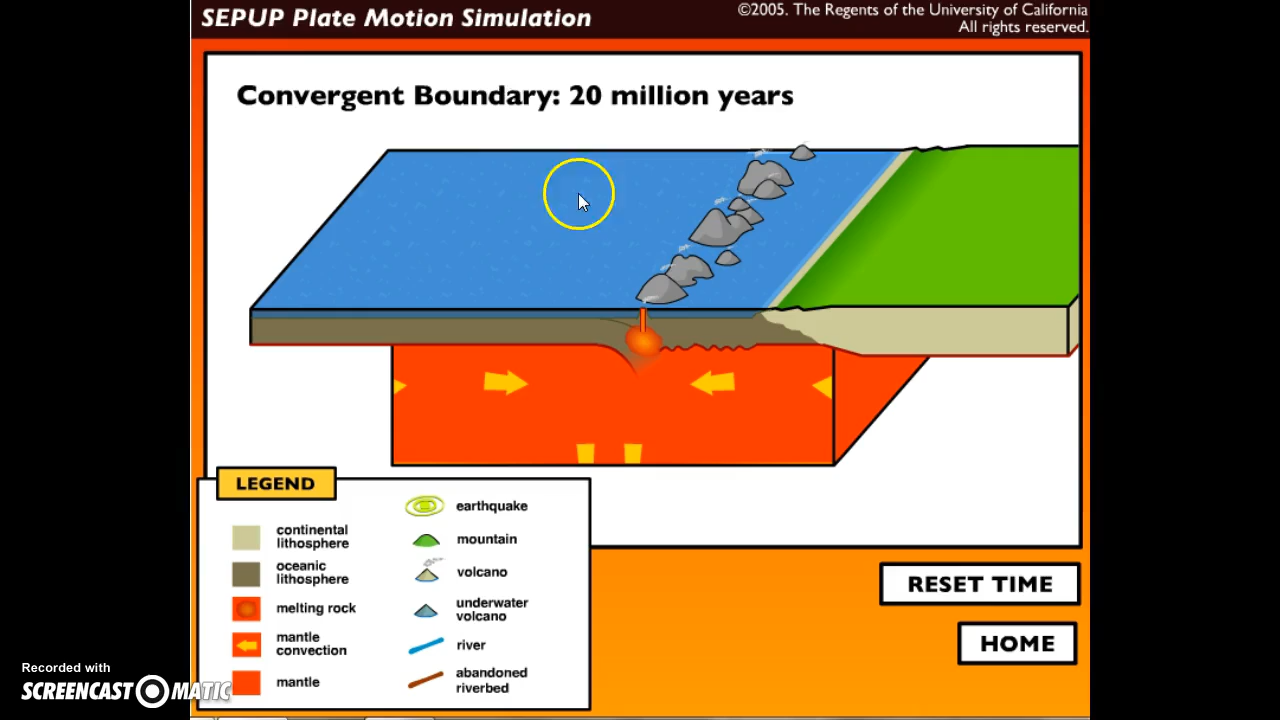 SEPUP Plate Motion Simulation
©2005. The Regents of the University of California
All rights reserved.
Convergent Boundary: 20 million years
LEGEND
continental
lithosphere
oceanic
lithosphere
melting rock
mantle
convection
mantle
earthquake
mountain
volcano
underwater
volcano
river
abandoned
riverbed
RESET TIME
HOME
Recorded with
SCREENCAST-O-MATIC